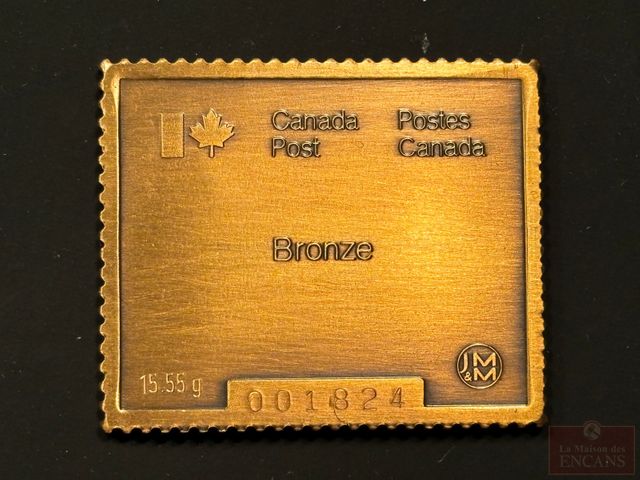 Canada Postes
Post Canada
Bronze
J.M
&M
15.55 g
001824
La Maison des
ENCANS